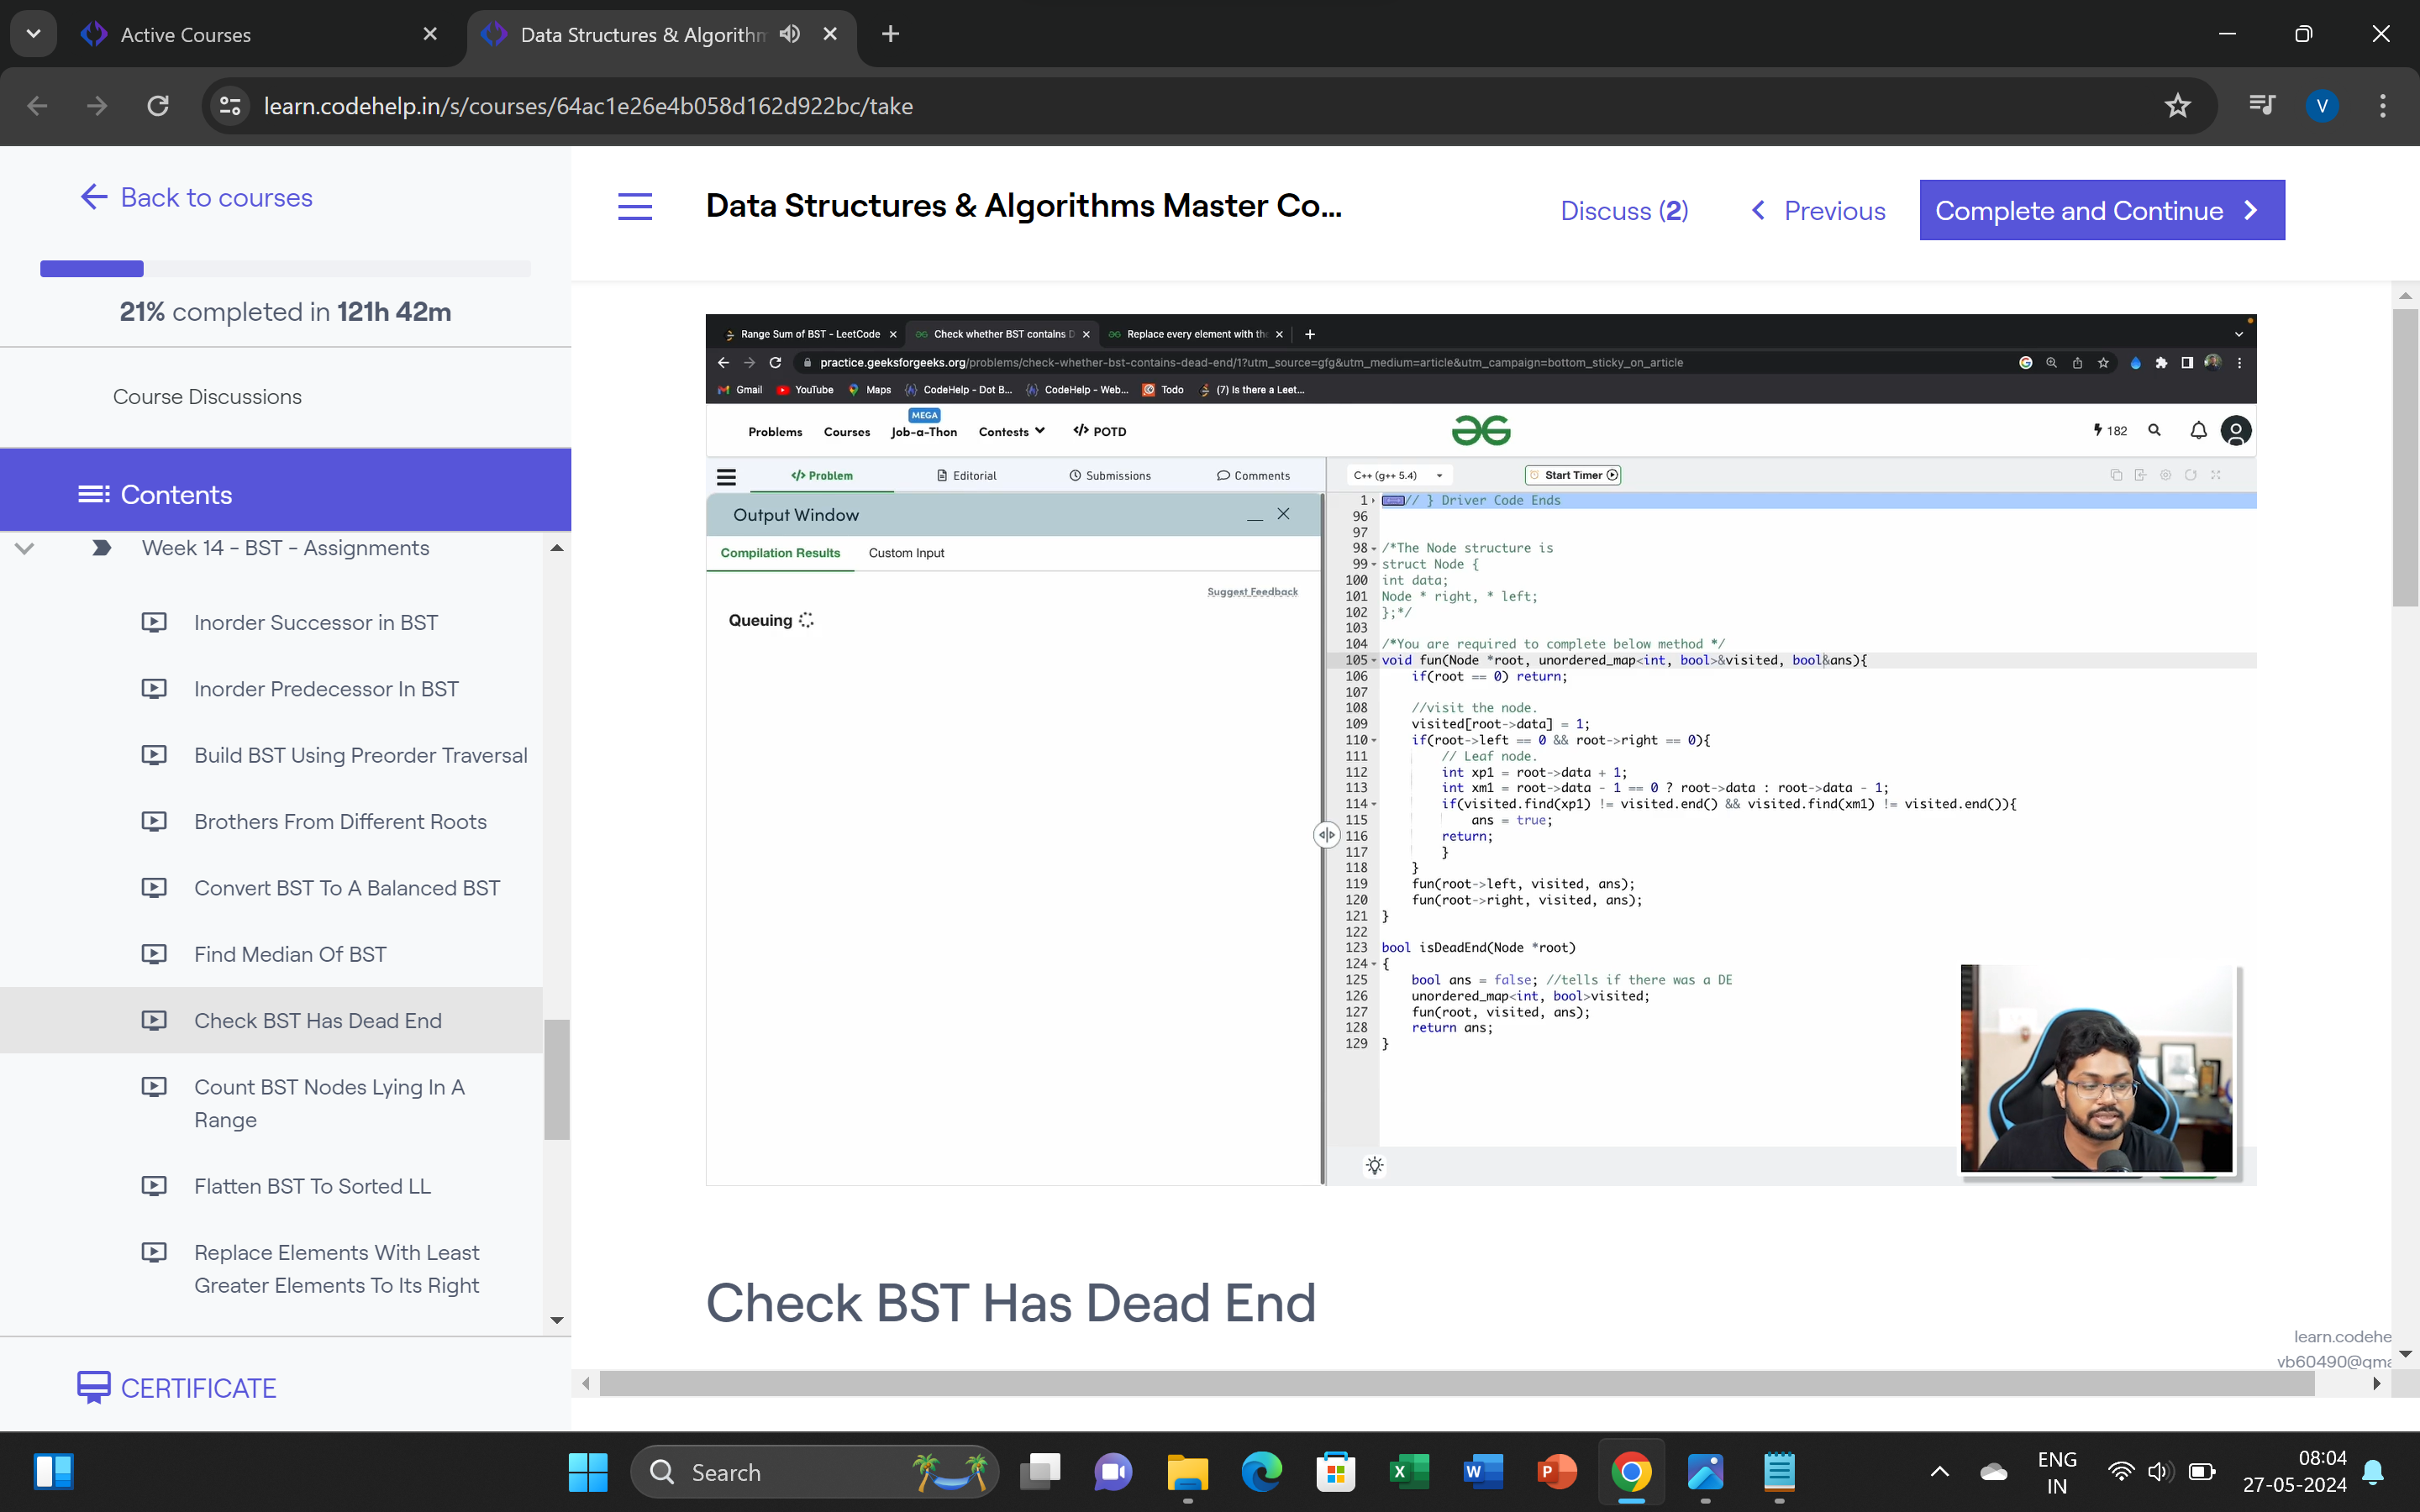 Active Courses
Data Structures & Algorithm
learn.codehelp.in/s/courses/64ac1e26e4b058d162d922bc/take
V
Back to courses
21% completed in 121h 42m
Course Discussions
Contents
Week 14 - BST - Assignments
Inorder Successor in BST
Inorder Predecessor In BST
Build BST Using Preorder Traversal
Brothers From Different Roots
Convert BST To A Balanced BST
Find Median Of BST
Check BST Has Dead End
Count BST Nodes Lying In A
Range
Flatten BST To Sorted LL
Replace Elements With Least
Greater Elements To Its Right
CERTIFICATE
Data Structures & Algorithms Master Co...
Discuss (2)
Previous
Complete and Continue
Range Sum of BST - LeetCode
Check whether BST contains D
Replace every element with the
practice.geeksforgeeks.org/problems/check-whether-bst-contains-dead-end/1?utm_source=gfg&utm_medium=article&utm_campaign=bottom_sticky_on_article
Gmail
YouTube
Maps
CodeHelp - Dot B...
CodeHelp - Web...
Todo
(7) Is there a Leet...
MEGA
Problems
Courses
Job-a-Thon
Contests
</> POTD
182
</> Problem
Editorial
Submissions
Comments
C++ (g++ 5.4)
Start Timer
Output Window
Compilation Results
Custom Input
Suggest Feedback
Queuing
1 // } Driver Code Ends
96
97
98 /*The Node structure is
99 struct Node {
100 int data;
101 Node * right, * left;
102 };*/
103
104 /*You are required to complete below method */
105 void fun(Node *root, unordered_map<int, bool>&visited, bool&ans){
106 if(root == 0) return;
107
108 //visit the node.
109 visited[root->data] = 1;
110 if(root->left == 0 && root->right == 0){
111 // Leaf node.
112 int xp1 = root->data + 1;
113 int xm1 = root->data - 1 == 0 ? root->data : root->data - 1;
114 if(visited.find(xp1) != visited.end() && visited.find(xm1) != visited.end()){
115 ans = true;
116 return;
117 }
118 }
119 fun(root->left, visited, ans);
120 fun(root->right, visited, ans);
121 }
122
123 bool isDeadEnd(Node *root)
124 {
125 bool ans = false; //tells if there was a DE
126 unordered_map<int, bool>visited;
127 fun(root, visited, ans);
128 return ans;
129 }
Check BST Has Dead End
learn.codehe
vb60490@gma
Search
ENG
IN
08:04
27-05-2024